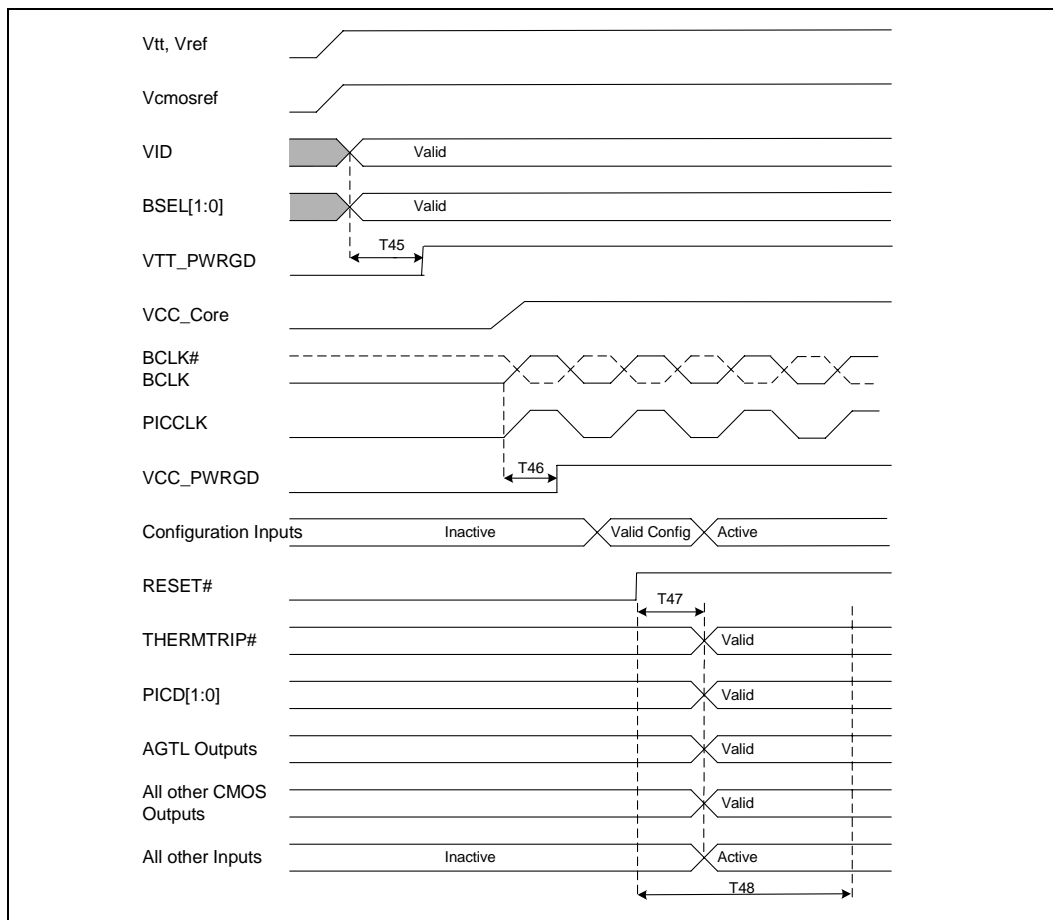 Vtt, Vref
Vcmosref
VID
Valid
BSEL[1:0]
Valid
T45
VTT_PWRGD
VCC_Core
BCLK#
BCLK
PICCLK
T46
VCC_PWRGD
Configuration Inputs
Inactive
Valid Config
Active
RESET#
T47
THERMTRIP#
Valid
PICD[1:0]
Valid
AGTL Outputs
Valid
All other CMOS
Outputs
Valid
All other Inputs
Inactive
Active
T48